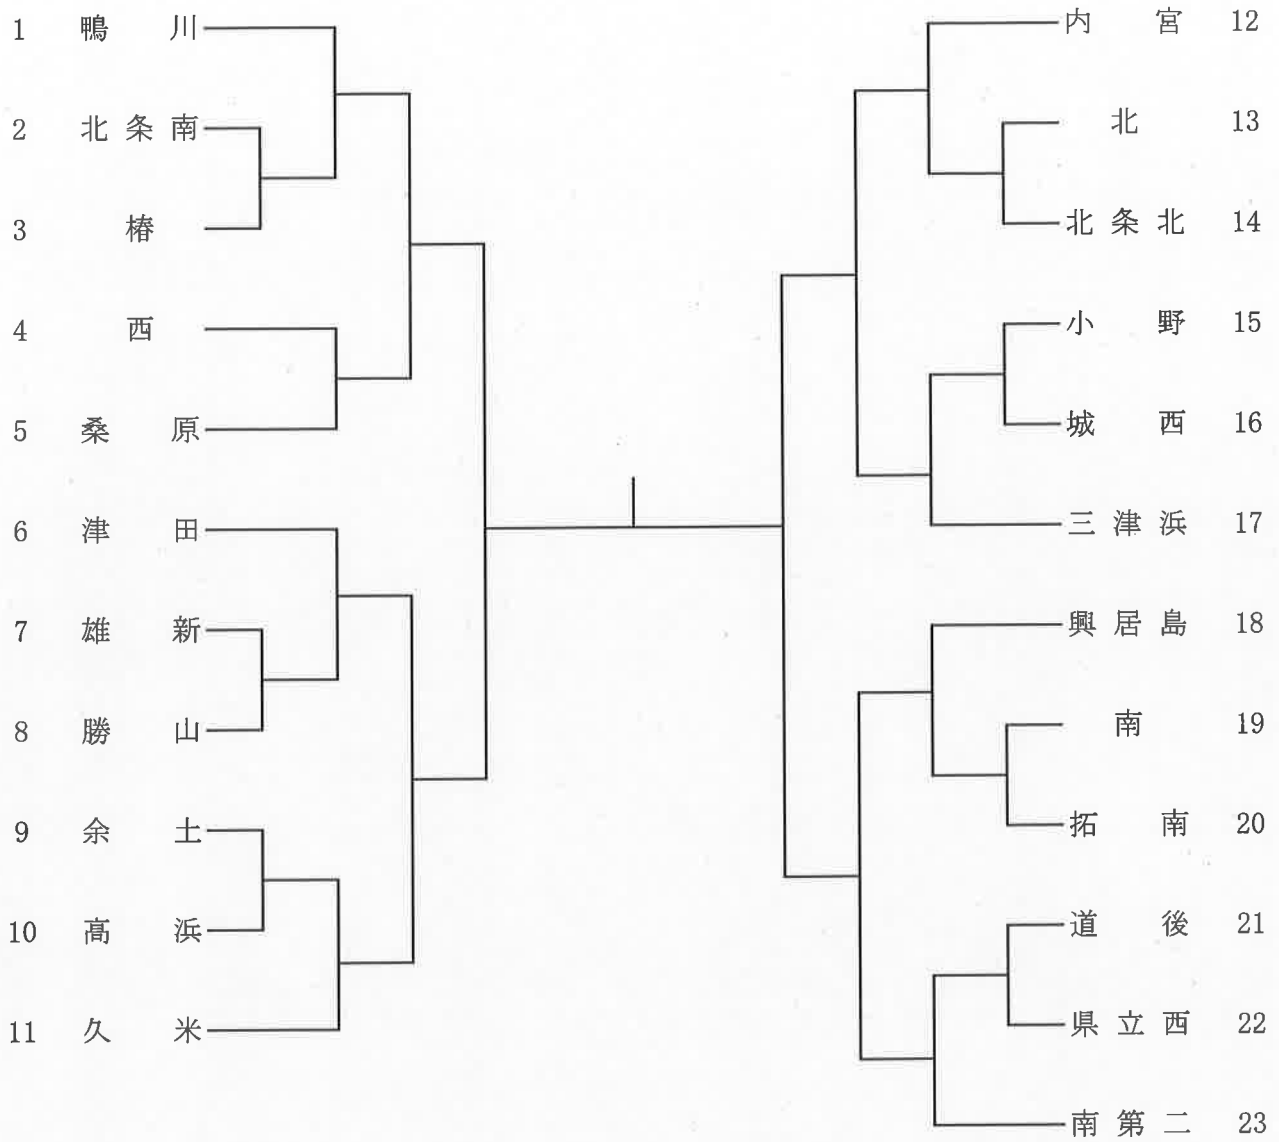 1 鴨川
2 北条南
3 椿
4 西
5 桑原
6 津田
7 雄新
8 勝山
9 余土
10 高浜
11 久米
内宮 12
北 13
北条北 14
小野 15
城西 16
三津浜 17
興居島 18
南 19
拓南 20
道後 21
県立西 22
南第二 23